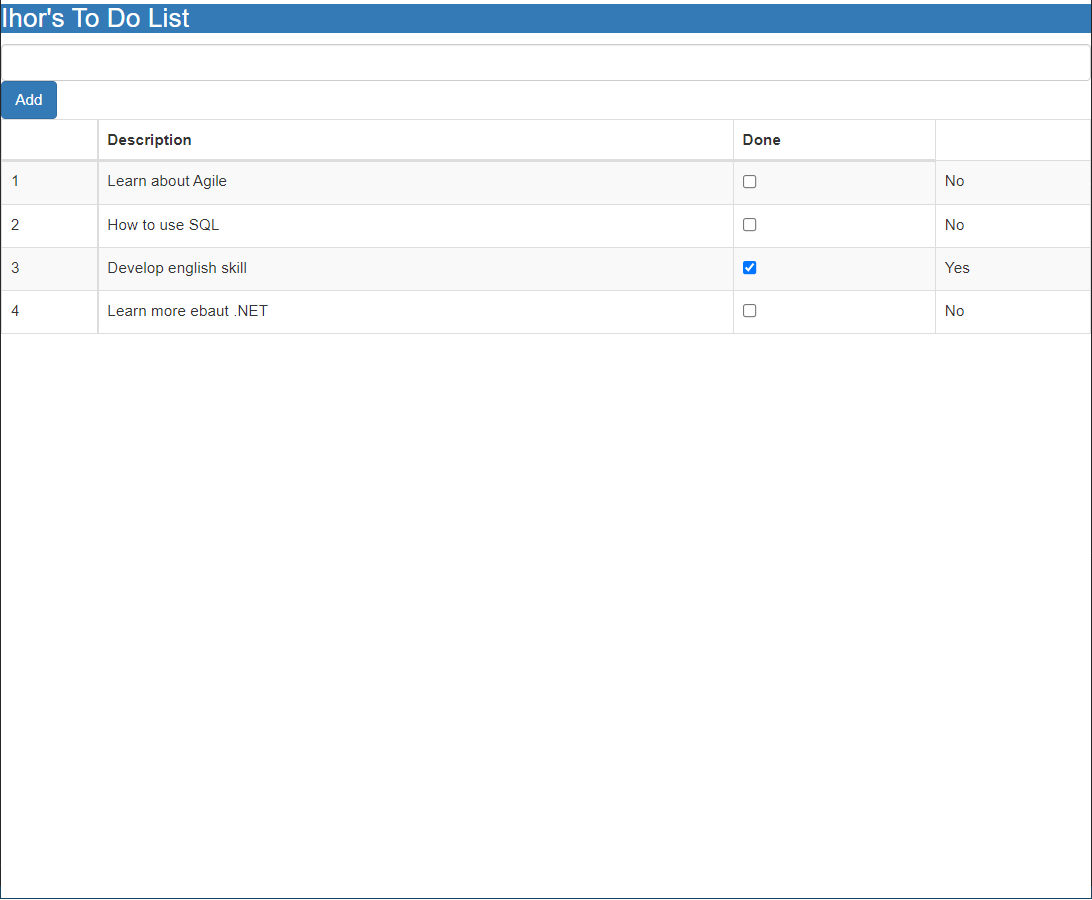 Ihor's To Do List
Add
Description Done
1 Learn about Agile No
2 How to use SQL No
3 Develop english skill Yes
4 Learn more ebaut .NET No